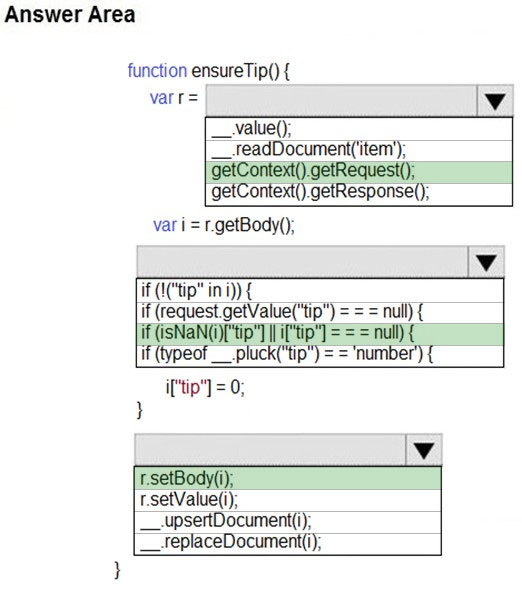 Answer Area
function ensureTip() {
var r =
__.value();
__.readDocument('item');
getContext().getRequest();
getContext().getResponse();
var i = r.getBody();
if (!("tip" in i)) {
if (request.getValue("tip") = = = null) {
if (isNaN(i)["tip"] || i["tip"] = = = null) {
if (typeof __.pluck("tip") = = 'number') {
i["tip"] = 0;
}
r.setBody(i);
r.setValue(i);
__.upsertDocument(i);
__.replaceDocument(i);
}